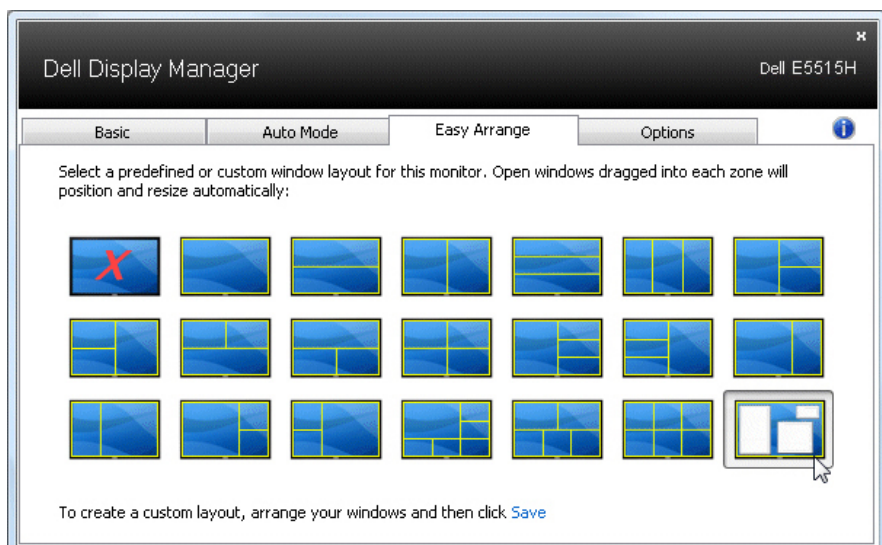 Dell Display Manager
Dell E5515H
Basic
Auto Mode
Easy Arrange
Options
Select a predefined or custom window layout for this monitor. Open windows dragged into each zone will
position and resize automatically:
To create a custom layout, arrange your windows and then click Save